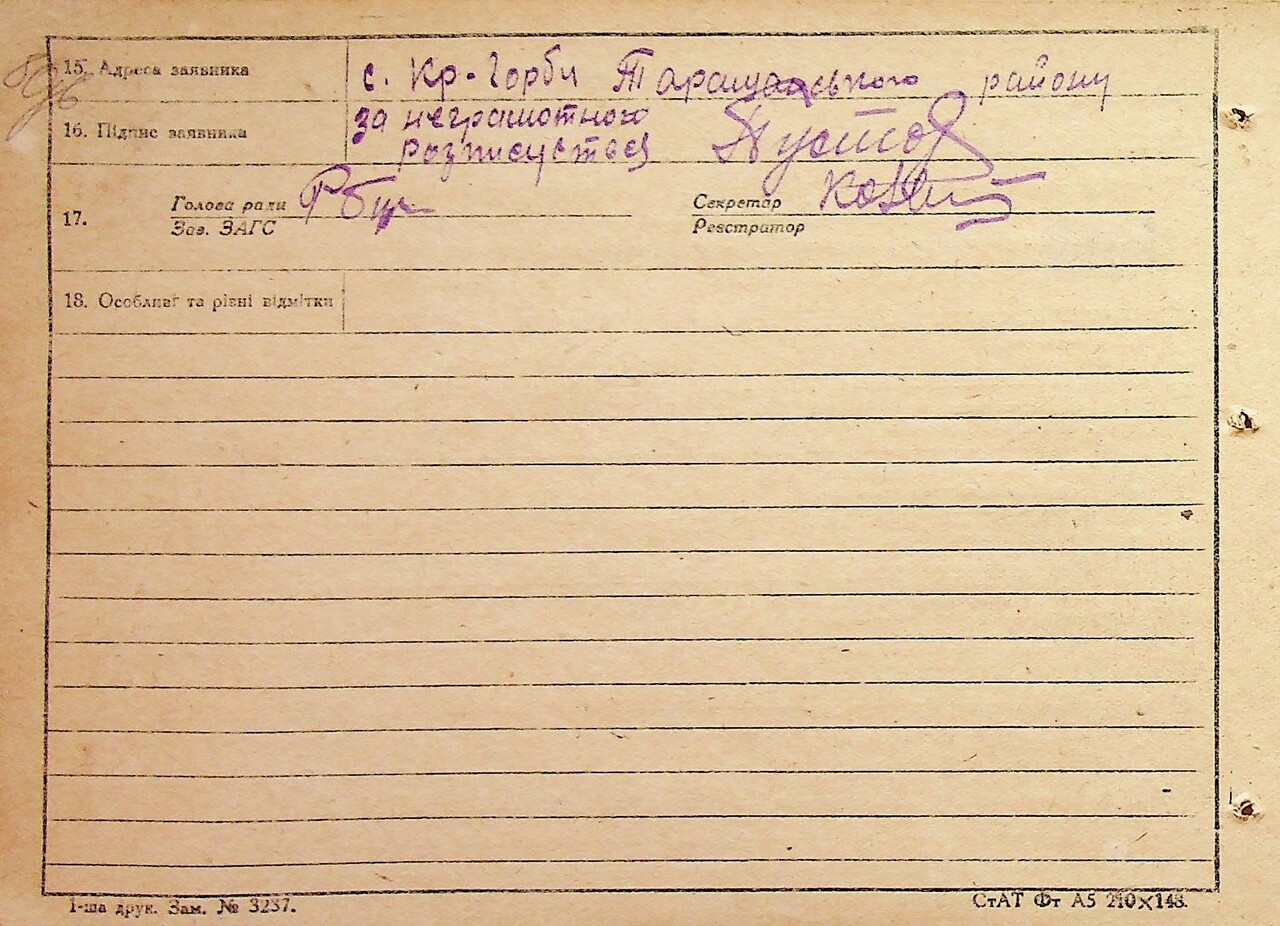 15. Адреса заявника с. Кр-Горби Таращанського району
16. Підпис заявника за неграмотного
розписується
17. Голова ради Секретар
Зав. ЗАГС Реєстратор
18. Особливі та різні відмітки
1-ша друк. Зам. № 3237. СтАТ Фт А5 210×148.